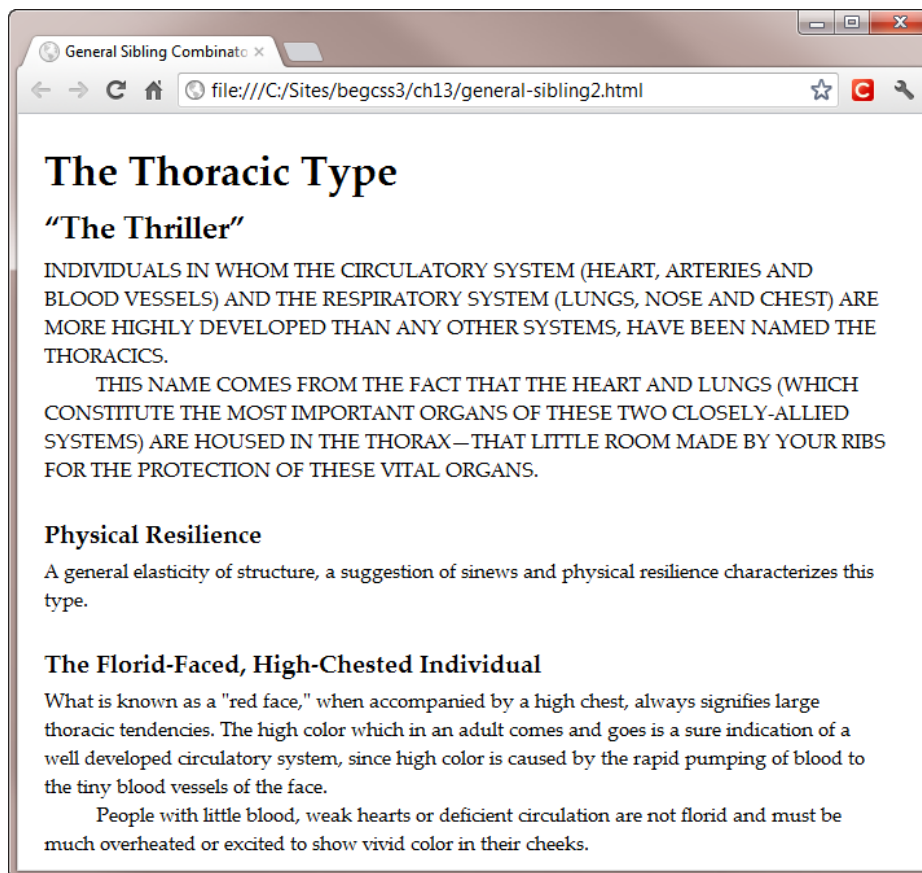 General Sibling Combinato
file:///C:/Sites/begcss3/ch13/general-sibling2.html
C
The Thoracic Type
“The Thriller”
INDIVIDUALS IN WHOM THE CIRCULATORY SYSTEM (HEART, ARTERIES AND
BLOOD VESSELS) AND THE RESPIRATORY SYSTEM (LUNGS, NOSE AND CHEST) ARE
MORE HIGHLY DEVELOPED THAN ANY OTHER SYSTEMS, HAVE BEEN NAMED THE
THORACICS.
THIS NAME COMES FROM THE FACT THAT THE HEART AND LUNGS (WHICH
CONSTITUTE THE MOST IMPORTANT ORGANS OF THESE TWO CLOSELY-ALLIED
SYSTEMS) ARE HOUSED IN THE THORAX—THAT LITTLE ROOM MADE BY YOUR RIBS
FOR THE PROTECTION OF THESE VITAL ORGANS.
Physical Resilience
A general elasticity of structure, a suggestion of sinews and physical resilience characterizes this
type.
The Florid-Faced, High-Chested Individual
What is known as a "red face," when accompanied by a high chest, always signifies large
thoracic tendencies. The high color which in an adult comes and goes is a sure indication of a
well developed circulatory system, since high color is caused by the rapid pumping of blood to
the tiny blood vessels of the face.
People with little blood, weak hearts or deficient circulation are not florid and must be
much overheated or excited to show vivid color in their cheeks.